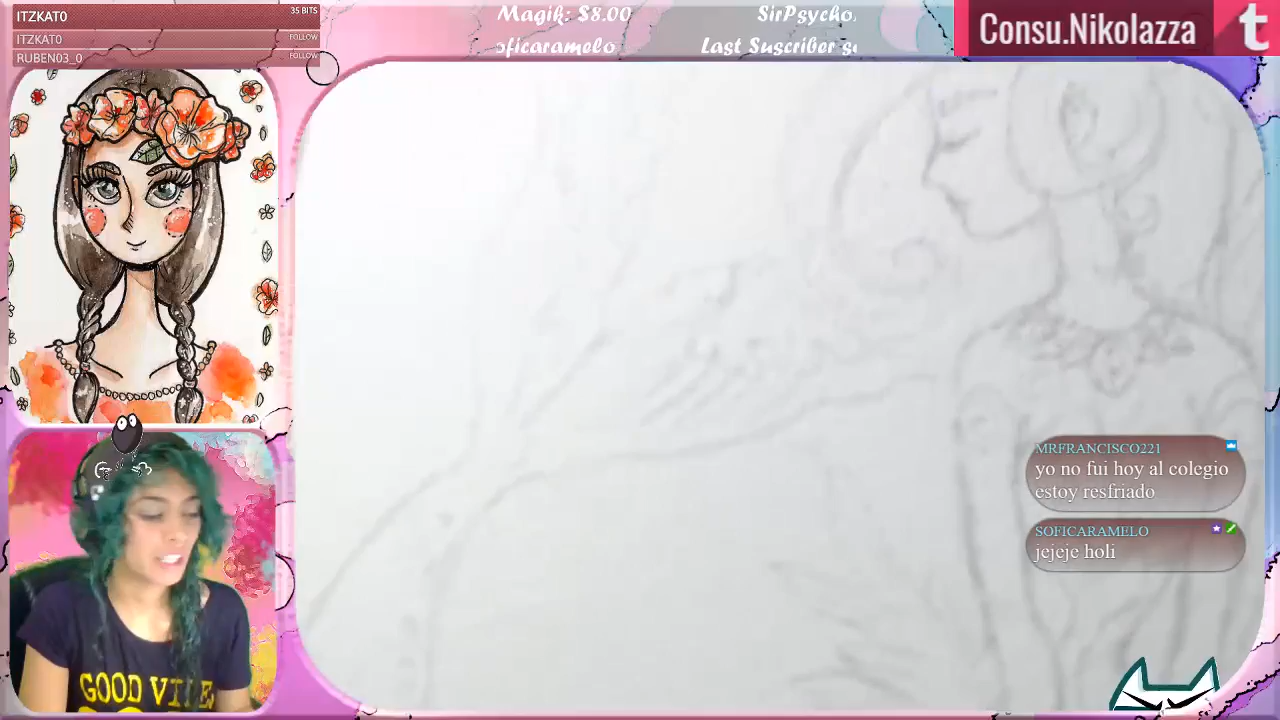 ITZKAT0
35 BITS
ITZKAT0
FOLLOW
RUBEN03_0
FOLLOW
Magik: $8.00
SirPsycho,
oficaramelo
Last Suscriber
Consu.Nikolazza
t
MRFRANCISCO221
yo no fui hoy al colegio
estoy resfriado
SOFICARAMELO
jejeje holi
GOOD VIBE